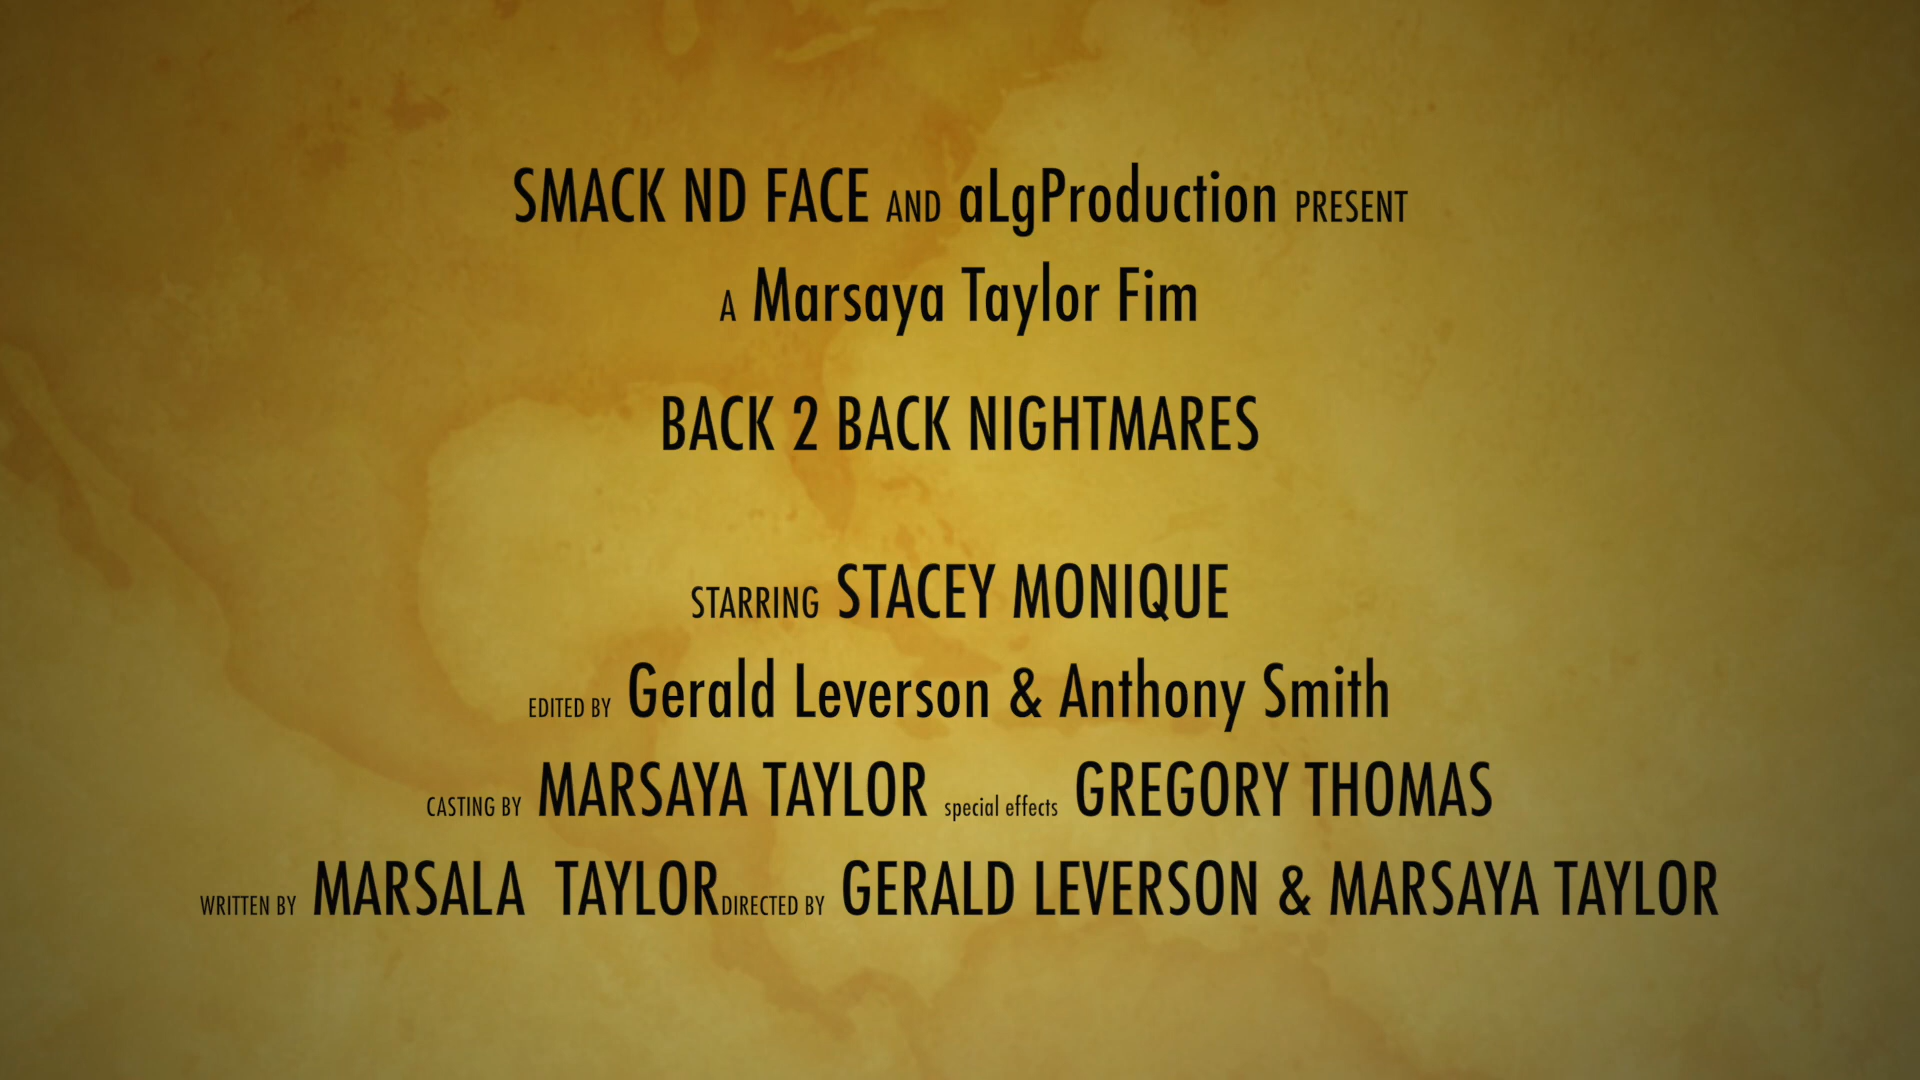 SMACK ND FACE AND aLgProduction PRESENT
A Marsaya Taylor Fim
BACK 2 BACK NIGHTMARES
STARRING STACEY MONIQUE
EDITED BY Gerald Leverson & Anthony Smith
CASTING BY MARSAYA TAYLOR special effects GREGORY THOMAS
WRITTEN BY MARSALA TAYLOR DIRECTED BY GERALD LEVERSON & MARSAYA TAYLOR